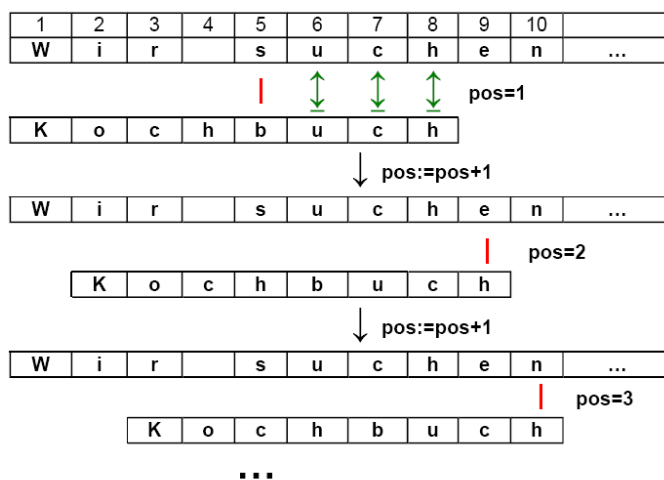 1 2 3 4 5 6 7 8 9 10
W i r s u c h e n ...
pos=1
K o c h b u c h
pos:=pos+1
W i r s u c h e n ...
pos=2
K o c h b u c h
pos:=pos+1
W i r s u c h e n ...
pos=3
K o c h b u c h
...